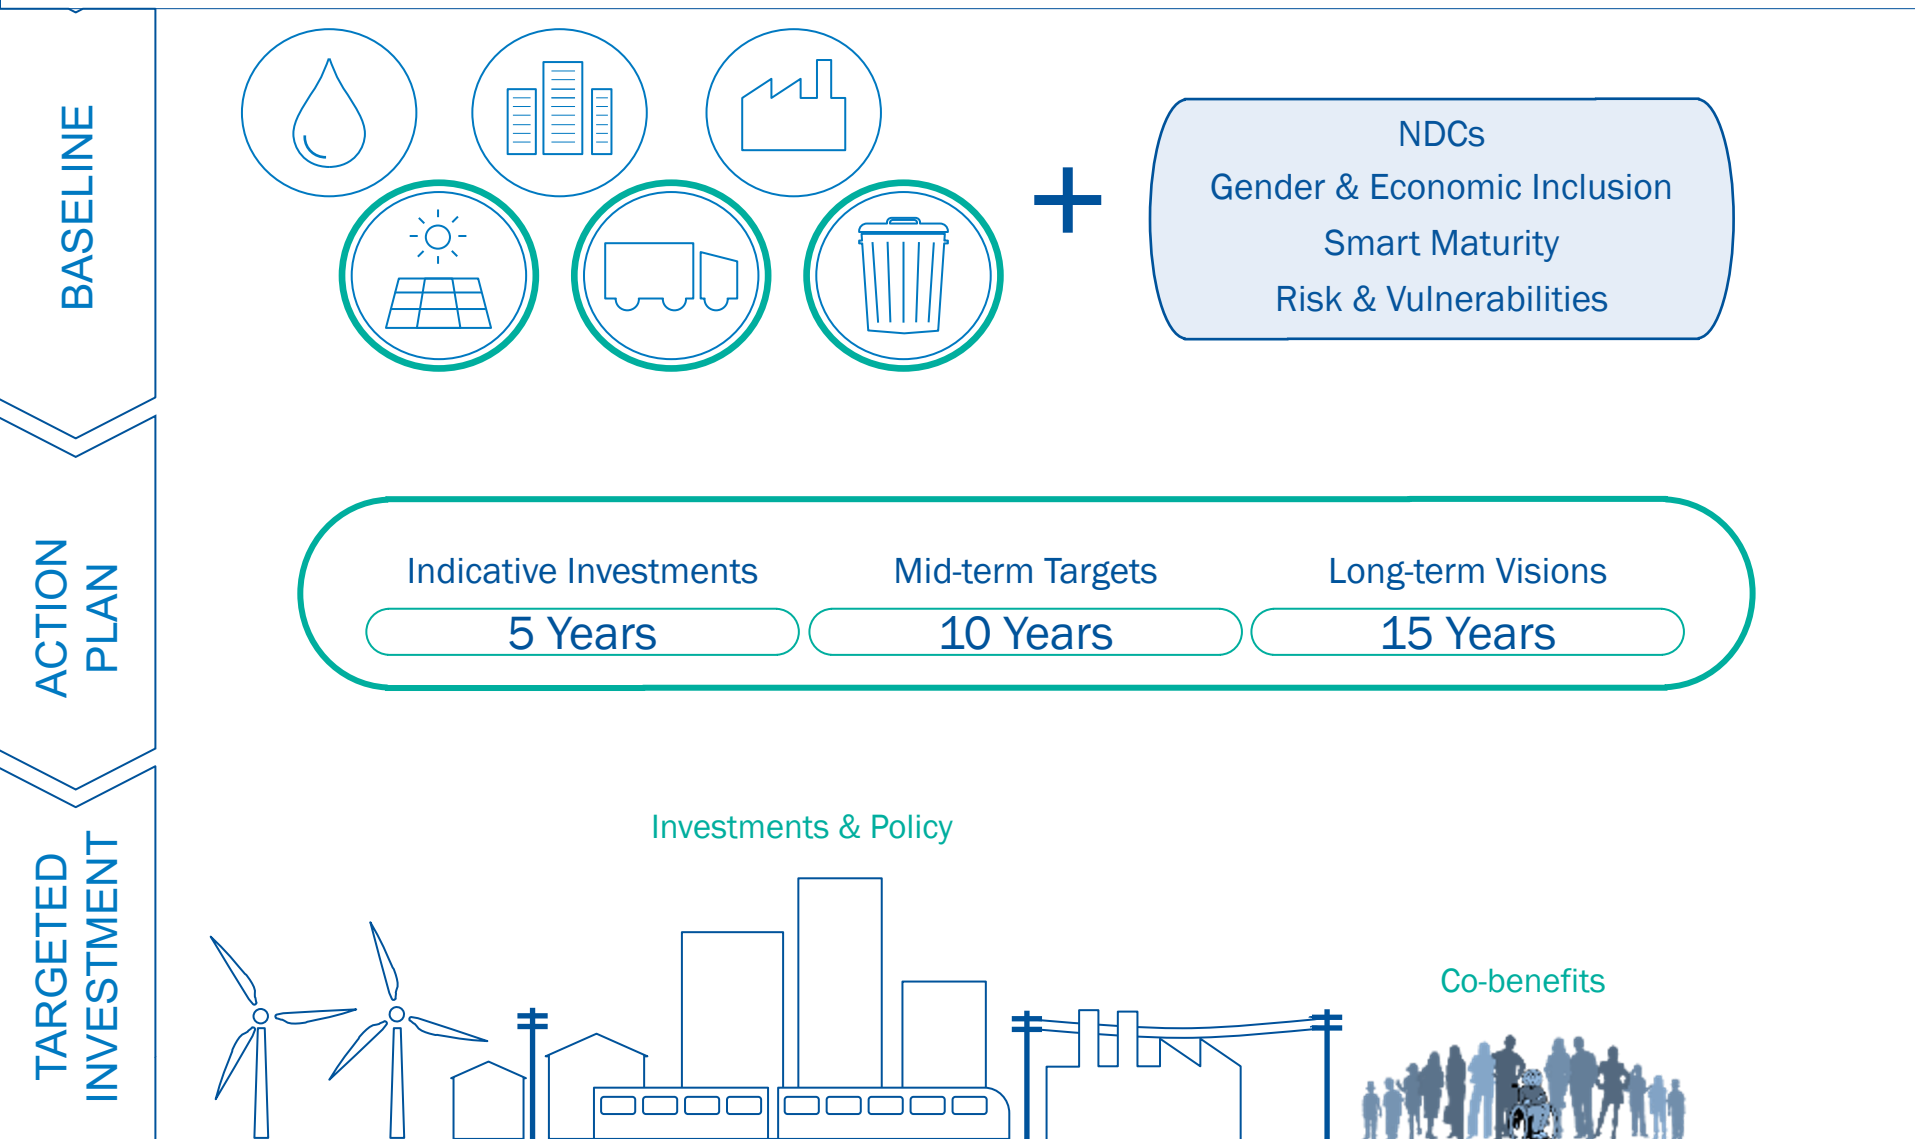 BASELINE
NDCs
Gender & Economic Inclusion
Smart Maturity
Risk & Vulnerabilities
ACTION
PLAN
Indicative Investments
5 Years
Mid-term Targets
10 Years
Long-term Visions
15 Years
TARGETED
INVESTMENT
Investments & Policy
Co-benefits